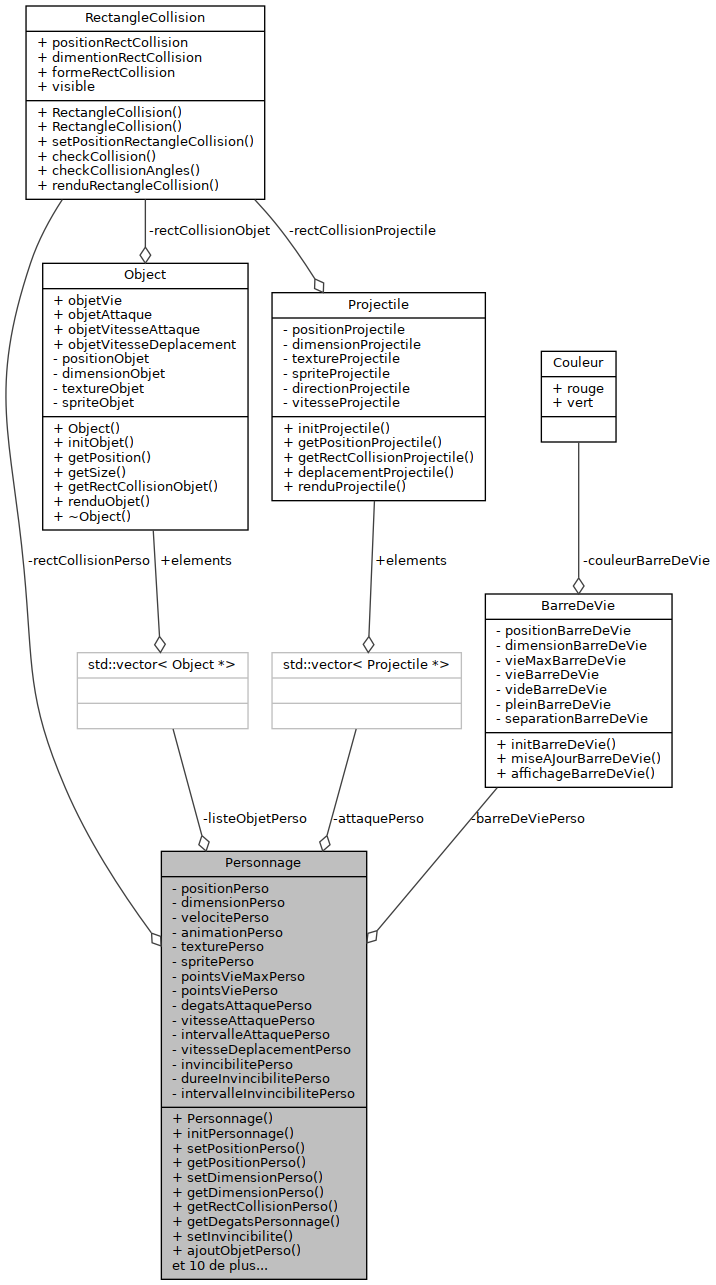 RectangleCollision
+ positionRectCollision
+ dimentionRectCollision
+ formeRectCollision
+ visible
+ RectangleCollision()
+ RectangleCollision()
+ setPositionRectangleCollision()
+ checkCollision()
+ checkCollisionAngles()
+ renduRectangleCollision()
-rectCollisionObjet
-rectCollisionProjectile
Object
+ objetVie
+ objetAttaque
+ objetVitesseAttaque
+ objetVitesseDeplacement
- positionObjet
- dimensionObjet
- textureObjet
- spriteObjet
+ Object()
+ initObjet()
+ getPosition()
+ getSize()
+ getRectCollisionObjet()
+ renduObjet()
+ ~Object()
Projectile
- positionProjectile
- dimensionProjectile
- textureProjectile
- spriteProjectile
- directionProjectile
- vitesseProjectile
+ initProjectile()
+ getPositionProjectile()
+ getRectCollisionProjectile()
+ deplacementProjectile()
+ renduProjectile()
Couleur
+ rouge
+ vert
-rectCollisionPerso
+elements
+elements
-couleurBarreDeVie
std::vector< Object *>
std::vector< Projectile *>
BarreDeVie
- positionBarreDeVie
- dimensionBarreDeVie
- vieMaxBarreDeVie
- vieBarreDeVie
- videBarreDeVie
- pleinBarreDeVie
- separationBarreDeVie
+ initBarreDeVie()
+ miseAJourBarreDeVie()
+ affichageBarreDeVie()
-listeObjetPerso
-attaquePerso
-barreDeViePerso
Personnage
- positionPerso
- dimensionPerso
- velocitePerso
- animationPerso
- texturePerso
- spritePerso
- pointsVieMaxPerso
- pointsViePerso
- degatsAttaquePerso
- vitesseAttaquePerso
- intervalleAttaquePerso
- vitesseDeplacementPerso
- invincibilitePerso
- dureeInvincibilitePerso
- intervalleInvincibilitePerso
+ Personnage()
+ initPersonnage()
+ setPositionPerso()
+ getPositionPerso()
+ setDimensionPerso()
+ getDimensionPerso()
+ getRectCollisionPerso()
+ getDegatsPersonnage()
+ setInvincibilite()
+ ajoutObjetPerso()
et 10 de plus...